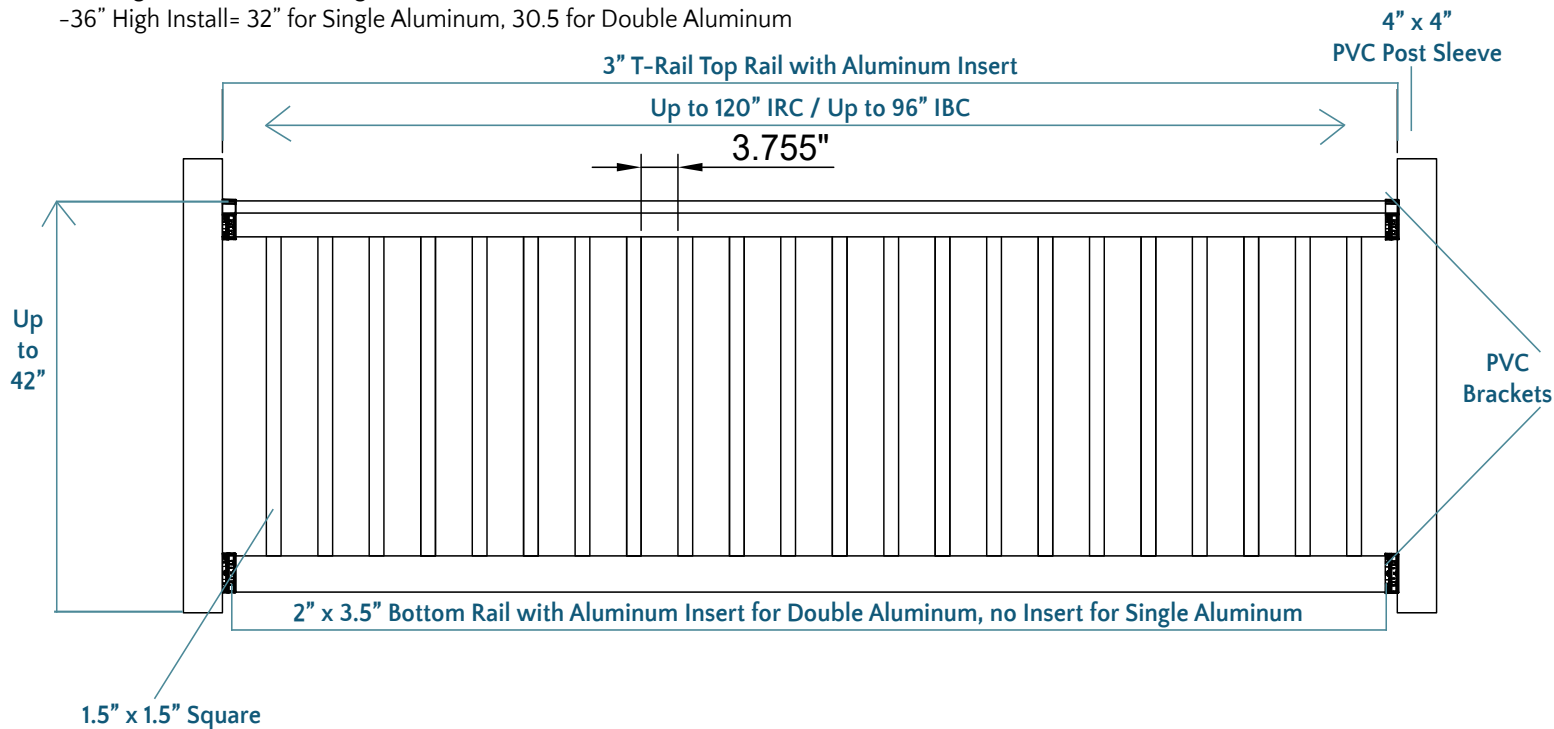 -36” High Install= 32” for Single Aluminum, 30.5 for Double Aluminum
4” x 4”
PVC Post Sleeve
3” T-Rail Top Rail with Aluminum Insert
Up to 120” IRC / Up to 96” IBC
3.755"
Up
to
42”
PVC
Brackets
2” x 3.5” Bottom Rail with Aluminum Insert for Double Aluminum, no Insert for Single Aluminum
1.5” x 1.5” Square